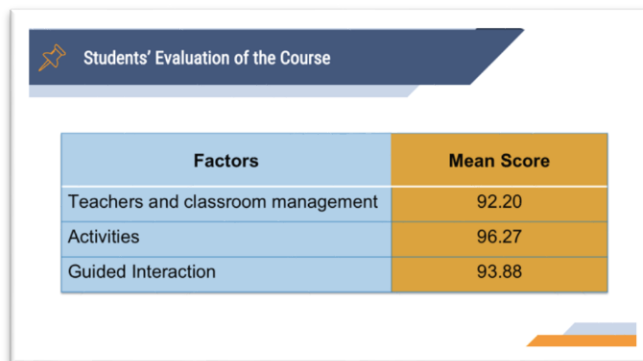 Students’ Evaluation of the Course
Factors Mean Score
Teachers and classroom management 92.20
Activities 96.27
Guided Interaction 93.88